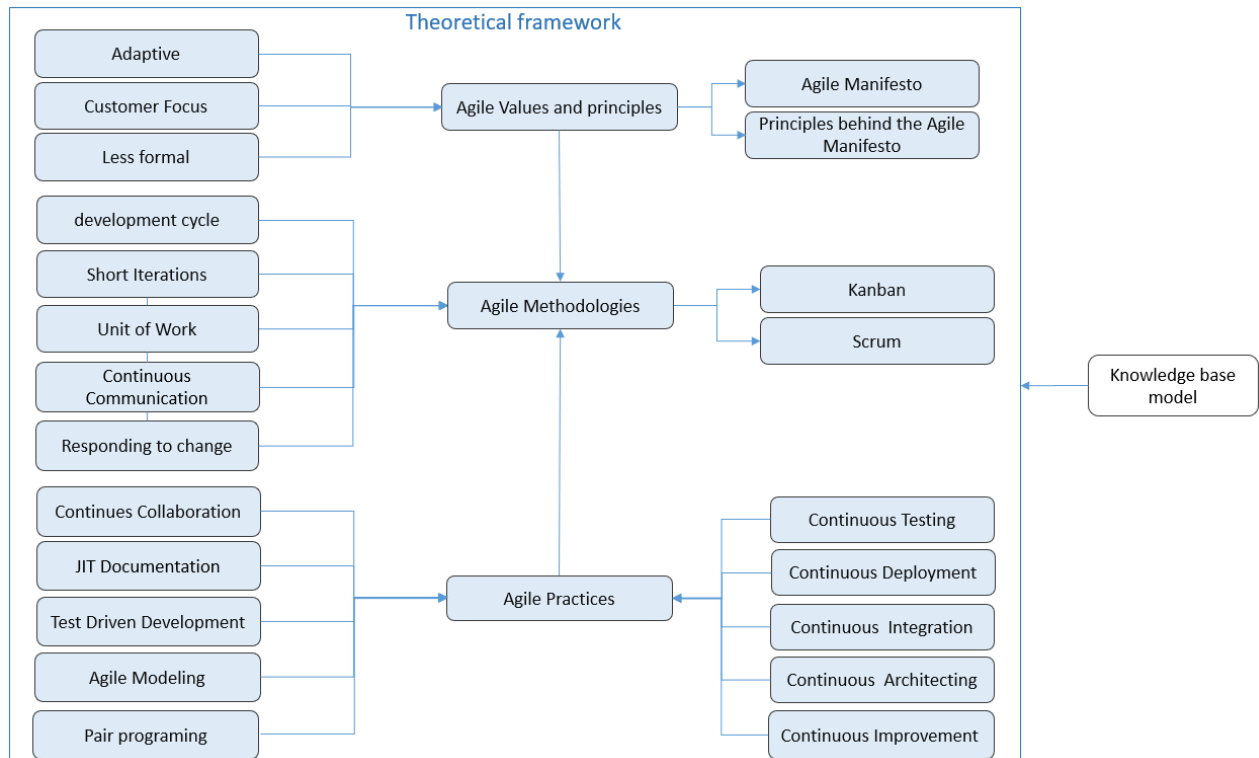 Theoretical framework
Adaptive
Customer Focus
Less formal
Agile Values and principles
Agile Manifesto
Principles behind the Agile
Manifesto
development cycle
Short Iterations
Unit of Work
Continuous
Communication
Responding to change
Agile Methodologies
Kanban
Scrum
Knowledge base
model
Continues Collaboration
JIT Documentation
Test Driven Development
Agile Modeling
Pair programing
Agile Practices
Continuous Testing
Continuous Deployment
Continuous Integration
Continuous Architecting
Continuous Improvement